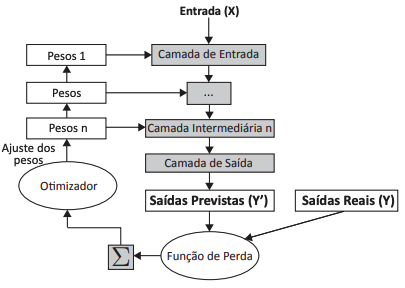 Entrada (X)
Pesos 1
Camada de Entrada
Pesos
...
Pesos n
Camada Intermediária n
Ajuste dos
pesos
Camada de Saída
Otimizador
Saídas Previstas (Y’)
Saídas Reais (Y)
Σ
Função de Perda